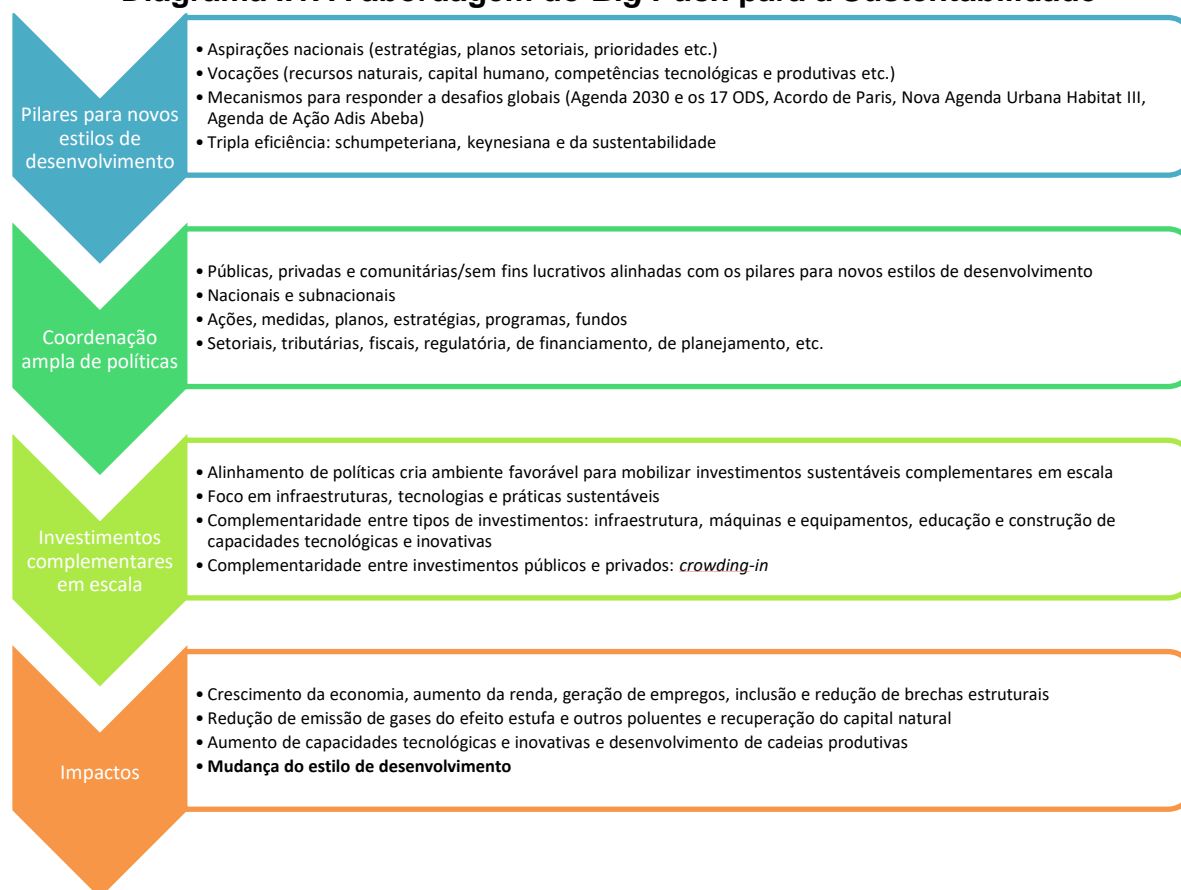 Pilares para novos
estilos de
desenvolvimento
• Aspirações nacionais (estratégias, planos setoriais, prioridades etc.)
• Vocações (recursos naturais, capital humano, competências tecnológicas e produtivas etc.)
• Mecanismos para responder a desafios globais (Agenda 2030 e os 17 ODS, Acordo de Paris, Nova Agenda Urbana Habitat III,
Agenda de Ação Adis Abeba)
• Tripla eficiência: schumpeteriana, keynesiana e da sustentabilidade
Coordenação
ampla de políticas
• Públicas, privadas e comunitárias/sem fins lucrativos alinhadas com os pilares para novos estilos de desenvolvimento
• Nacionais e subnacionais
• Ações, medidas, planos, estratégias, programas, fundos
• Setoriais, tributárias, fiscais, regulatória, de financiamento, de planejamento, etc.
Investimentos
complementares
em escala
• Alinhamento de políticas cria ambiente favorável para mobilizar investimentos sustentáveis complementares em escala
• Foco em infraestruturas, tecnologias e práticas sustentáveis
• Complementaridade entre tipos de investimentos: infraestrutura, máquinas e equipamentos, educação e construção de
capacidades tecnológicas e inovativas
• Complementaridade entre investimentos públicos e privados: crowding-in
Impactos
• Crescimento da economia, aumento da renda, geração de empregos, inclusão e redução de brechas estruturais
• Redução de emissão de gases do efeito estufa e outros poluentes e recuperação do capital natural
• Aumento de capacidades tecnológicas e inovativas e desenvolvimento de cadeias produtivas
• Mudança do estilo de desenvolvimento